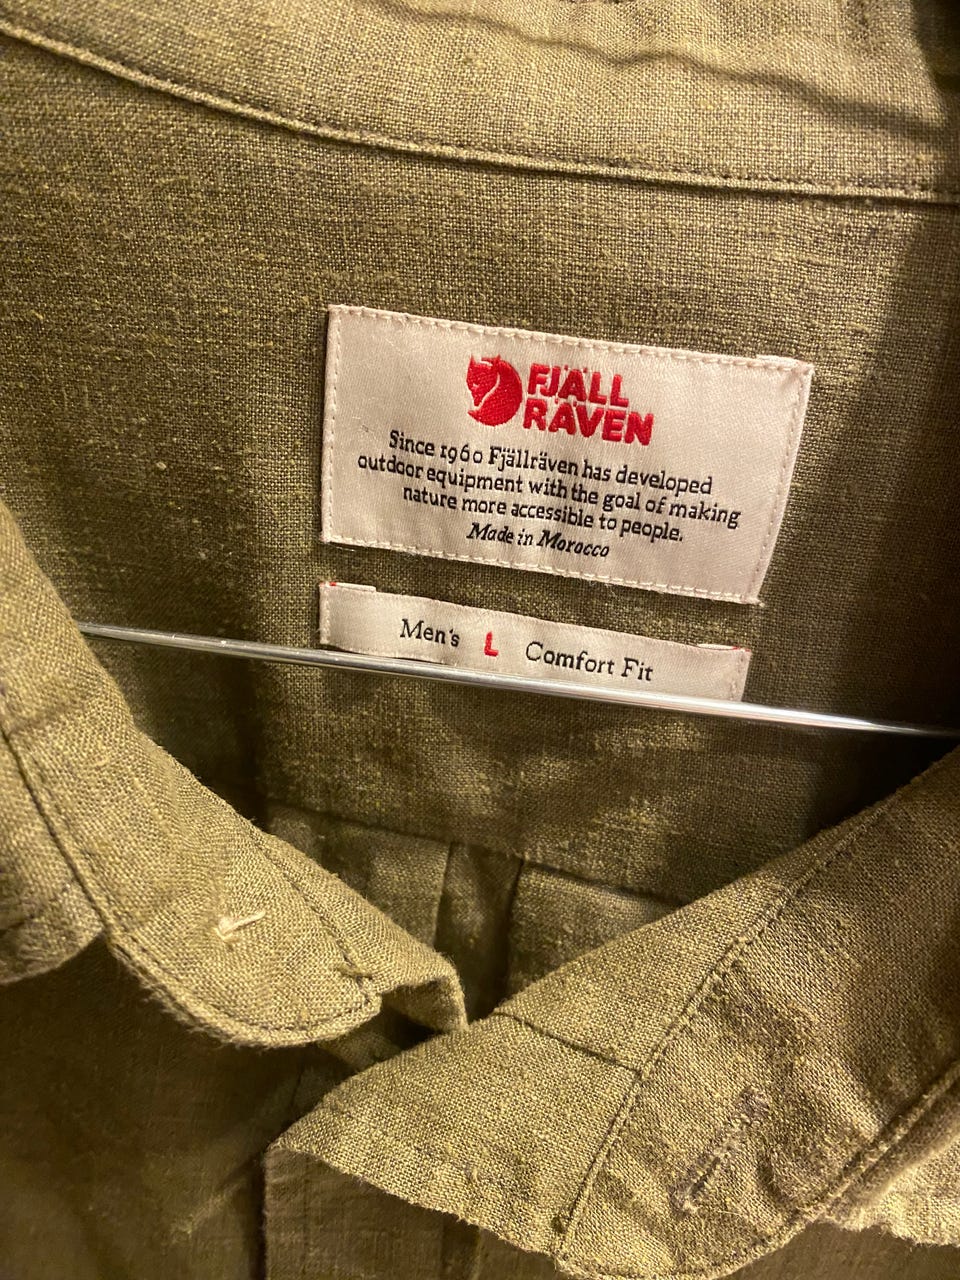 FJÄLL
RÄVEN
Since 1960 Fjällräven has developed
outdoor equipment with the goal of making
nature more accessible to people.
Made in Morocco
Men's L Comfort Fit